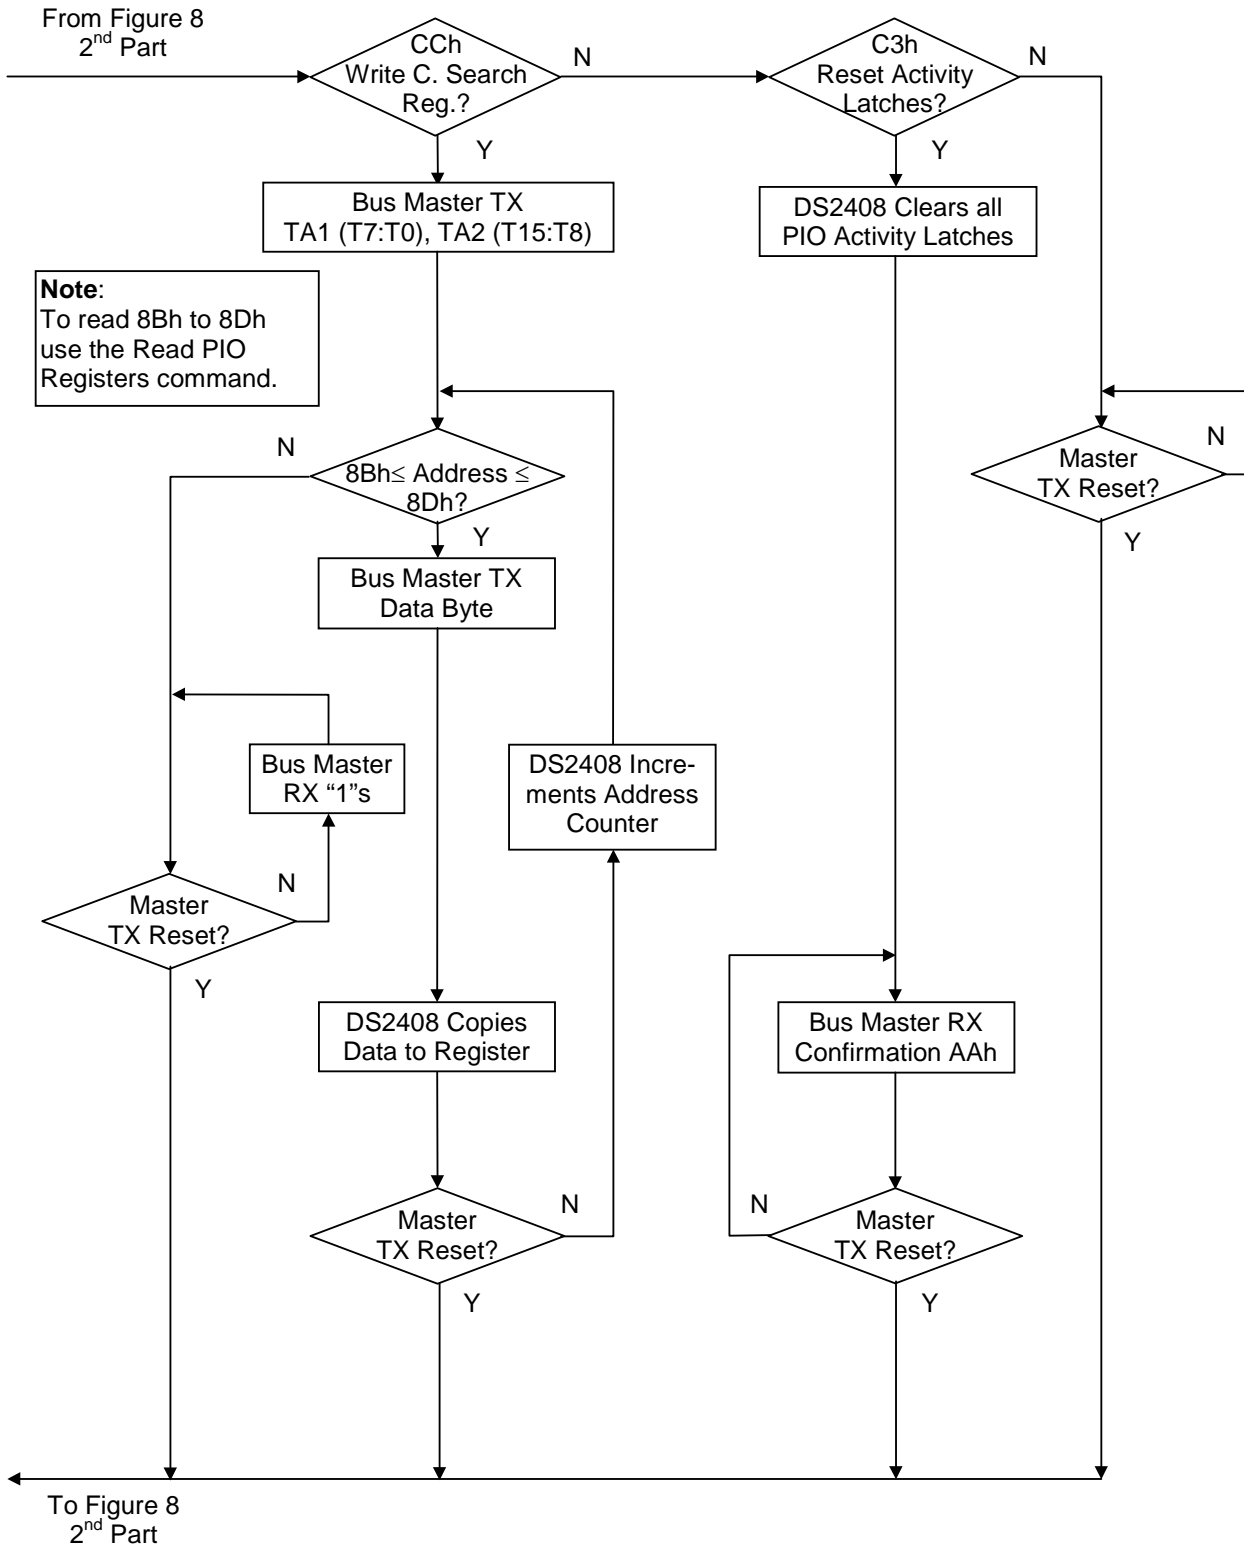 From Figure 8
2nd Part
CCh
Write C. Search
Reg.?
N
Y
C3h
Reset Activity
Latches?
N
Y
Bus Master TX
TA1 (T7:T0), TA2 (T15:T8)
DS2408 Clears all
PIO Activity Latches
Note:
To read 8Bh to 8Dh
use the Read PIO
Registers command.
N
8Bh≤ Address ≤
8Dh?
Y
Master
TX Reset?
N
Y
Bus Master TX
Data Byte
Bus Master
RX “1”s
DS2408 Incre-
ments Address
Counter
Master
TX Reset?
N
Y
DS2408 Copies
Data to Register
Bus Master RX
Confirmation AAh
Master
TX Reset?
N
Y
N
Master
TX Reset?
Y
To Figure 8
2nd Part